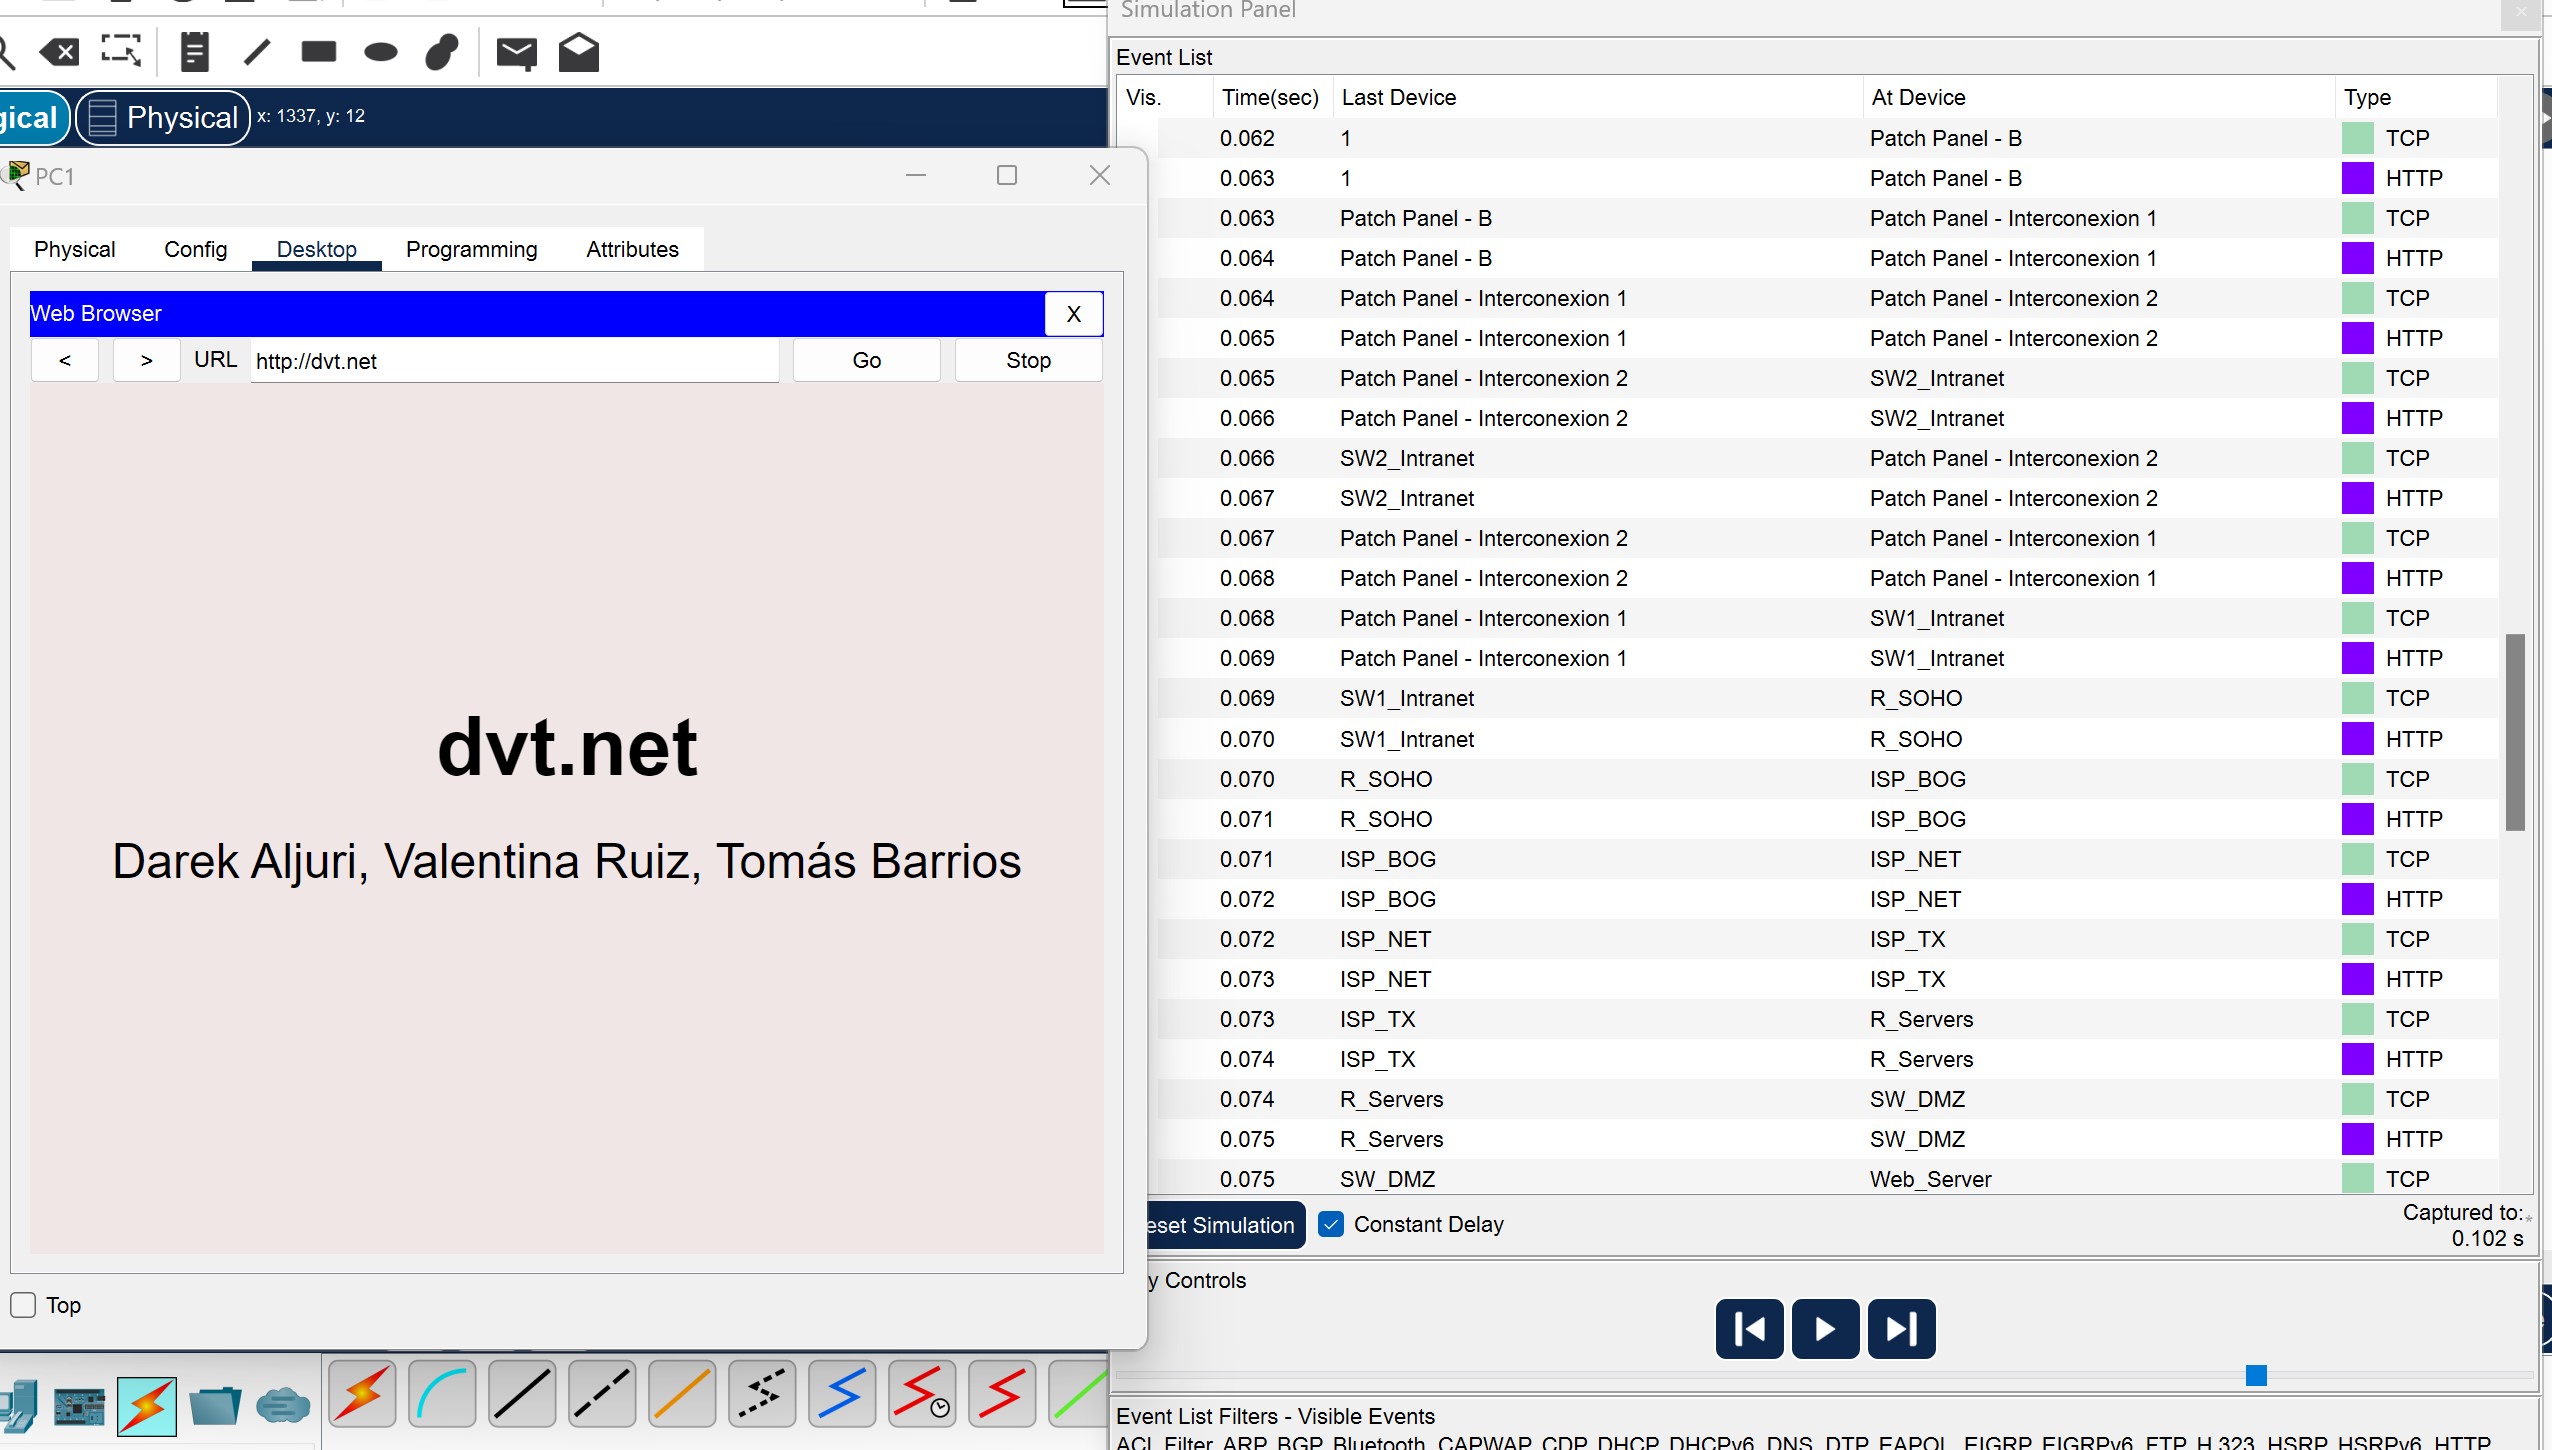 Simulation Panel
Event List
Vis. Time(sec) Last Device At Device Type
0.062 1 Patch Panel - B TCP
0.063 1 Patch Panel - B HTTP
0.063 Patch Panel - B Patch Panel - Interconexion 1 TCP
0.064 Patch Panel - B Patch Panel - Interconexion 1 HTTP
0.064 Patch Panel - Interconexion 1 Patch Panel - Interconexion 2 TCP
0.065 Patch Panel - Interconexion 1 Patch Panel - Interconexion 2 HTTP
0.065 Patch Panel - Interconexion 2 SW2_Intranet TCP
0.066 Patch Panel - Interconexion 2 SW2_Intranet HTTP
0.066 SW2_Intranet Patch Panel - Interconexion 2 TCP
0.067 SW2_Intranet Patch Panel - Interconexion 2 HTTP
0.067 Patch Panel - Interconexion 2 Patch Panel - Interconexion 1 TCP
0.068 Patch Panel - Interconexion 2 Patch Panel - Interconexion 1 HTTP
0.068 Patch Panel - Interconexion 1 SW1_Intranet TCP
0.069 Patch Panel - Interconexion 1 SW1_Intranet HTTP
0.069 SW1_Intranet R_SOHO TCP
0.070 SW1_Intranet R_SOHO HTTP
0.070 R_SOHO ISP_BOG TCP
0.071 R_SOHO ISP_BOG HTTP
0.071 ISP_BOG ISP_NET TCP
0.072 ISP_BOG ISP_NET HTTP
0.072 ISP_NET ISP_TX TCP
0.073 ISP_NET ISP_TX HTTP
0.073 ISP_TX R_Servers TCP
0.074 ISP_TX R_Servers HTTP
0.074 R_Servers SW_DMZ TCP
0.075 R_Servers SW_DMZ HTTP
0.075 SW_DMZ Web_Server TCP
eset Simulation Constant Delay Captured to: *
0.102 s
y Controls
Event List Filters - Visible Events
ACL Filter, ARP, BGP, Bluetooth, CAPWAP, CDP, DHCP, DHCPv6, DNS, DTP, EAPOL, EIGRP, EIGRPv6, FTP, H.323, HSRP, HSRPv6, HTTP,
gical Physical x: 1337, y: 12
PC1
Physical Config Desktop Programming Attributes
Web Browser X
< > URL http://dvt.net Go Stop
dvt.net
Darek Aljuri, Valentina Ruiz, Tomás Barrios
Top